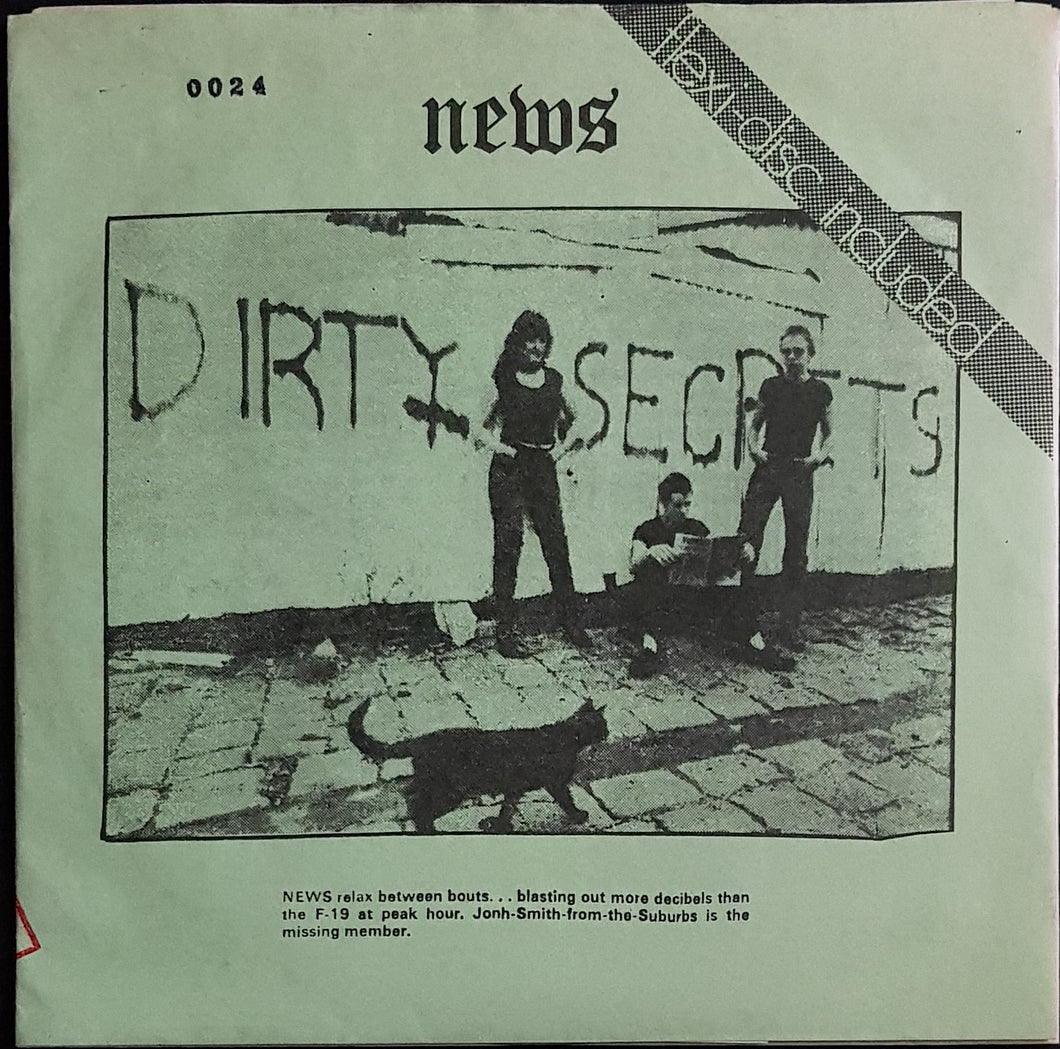 0024
news
flexi-disc included
DIRTY SECRETS
NEWS relax between bouts. . . blasting out more decibels than
the F-19 at peak hour. Jonh-Smith-from-the-Suburbs is the
missing member.